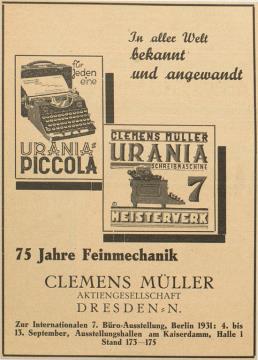 In aller Welt
bekannt
und angewandt
für
jeden
eine
URANIA-
PICCOLA
CLEMENS MÜLLER
URANIA
SCHREIBMASCHINE
7
MEISTERWERK
75 Jahre Feinmechanik
CLEMENS MÜLLER
AKTIENGESELLSCHAFT
DRESDEN-N.
Zur Internationalen 7. Büro-Ausstellung, Berlin 1931: 4. bis
13. September, Ausstellungshallen am Kaiserdamm, Halle 1
Stand 173—175